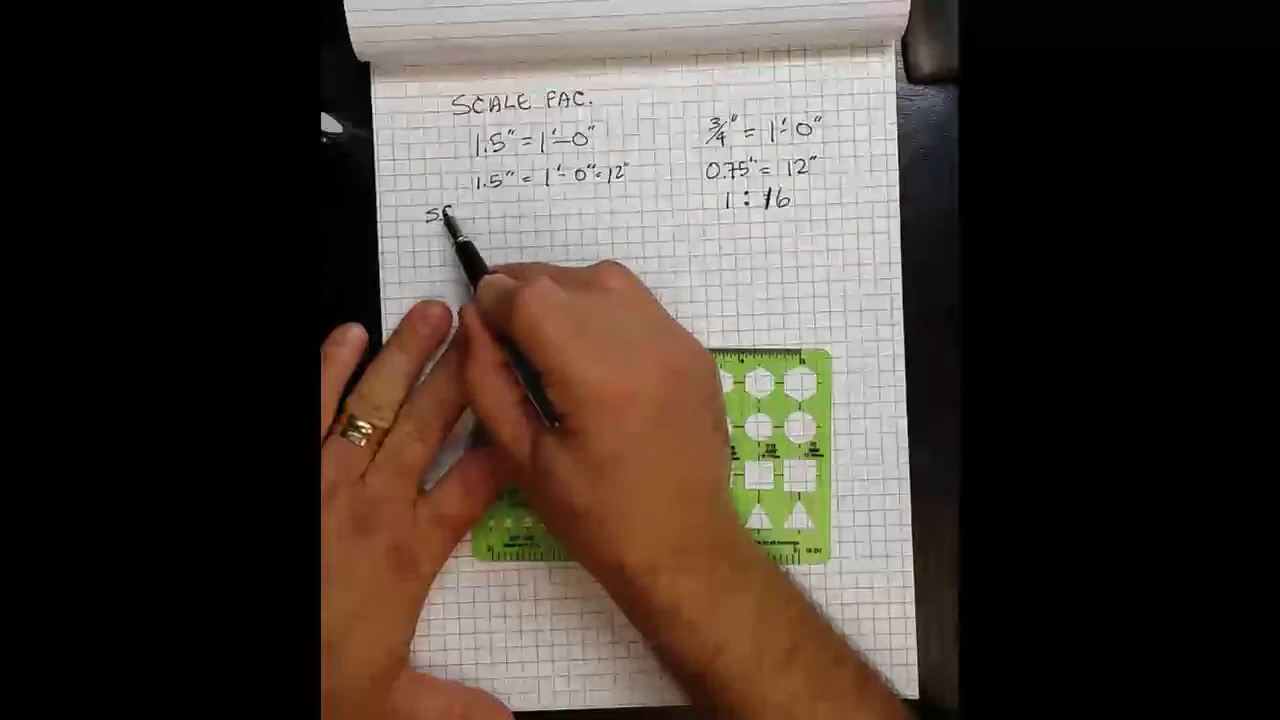 SCALE FAC.
1.5" = 1'-0"
1.5" = 1'-0" = 12"
SC
3/4" = 1'-0"
0.75" = 12"
1 : 16